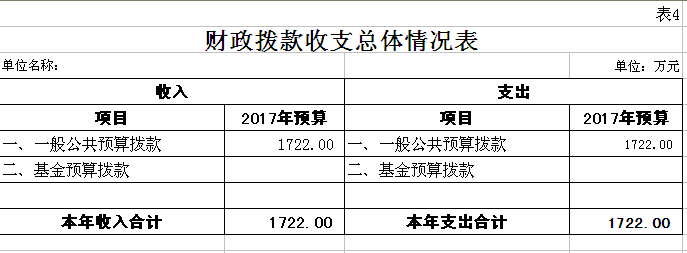 表4
财政拨款收支总体情况表
单位名称： 单位：万元
收入 支出
项目 2017年预算 项目 2017年预算
一、一般公共预算拨款 1722.00 一、一般公共预算拨款 1722.00
二、基金预算拨款 二、基金预算拨款
本年收入合计 1722.00 本年支出合计 1722.00